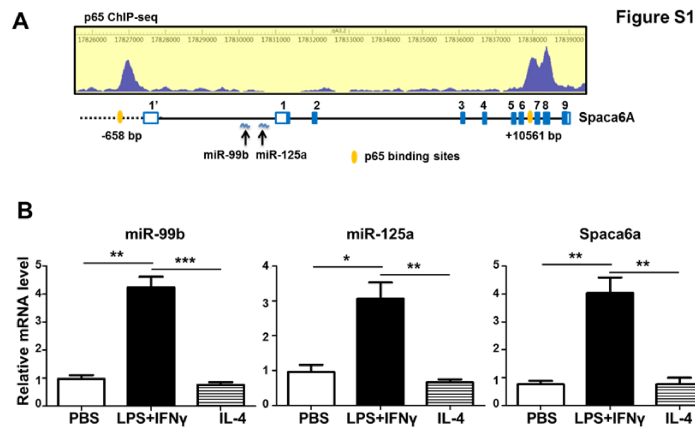 Figure S1
A
p65 ChIP-seq
17826000 17827000 17828000 17829000 17830000 17831000 17832000 17833000 17834000 17835000 17836000 17837000 17838000 17839000
1' 1 2 3 4 5 6 7 8 9 Spaca6A
-658 bp +10561 bp
miR-99b miR-125a p65 binding sites
B
miR-99b miR-125a Spaca6a
Relative mRNA level
** *** * ** ** **
5 4 3 2 1 0
4 3 2 1 0
5 4 3 2 1 0
PBS LPS+IFNγ IL-4 PBS LPS+IFNγ IL-4 PBS LPS+IFNγ IL-4